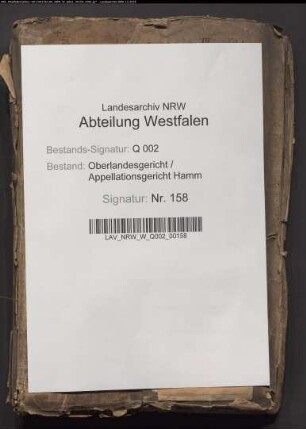 Landesarchiv NRW
Abteilung Westfalen
Bestands-Signatur: Q 002
Bestand: Oberlandesgericht /
Appellationsgericht Hamm
Signatur: Nr. 158
LAV_NRW_W_Q002_00158